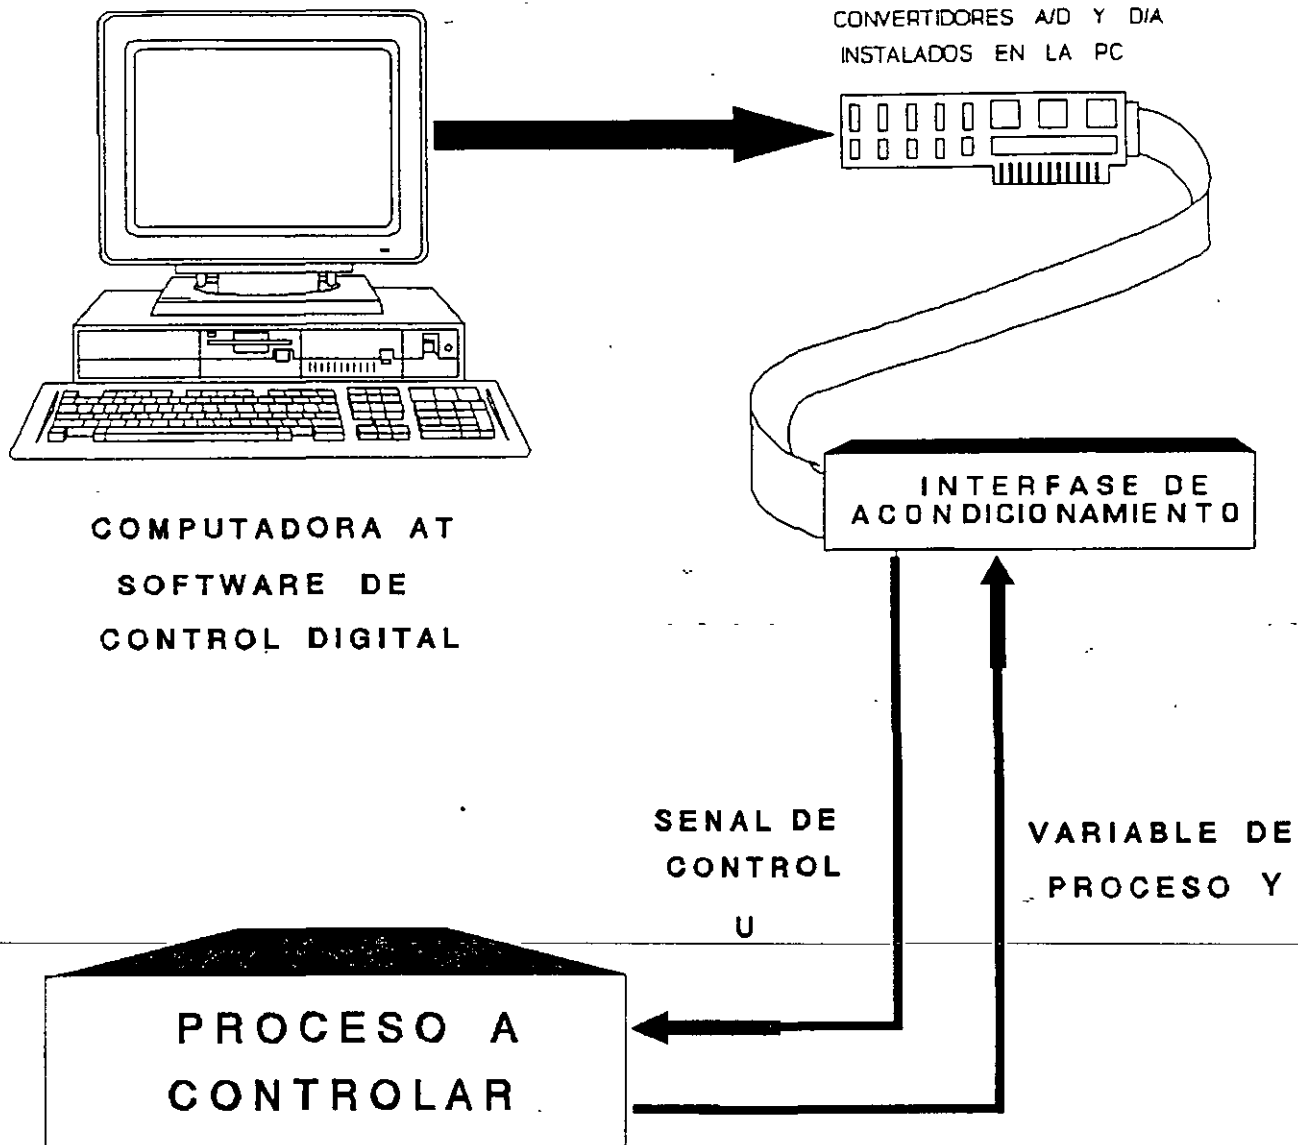 CONVERTIDORES A/D Y D/A
INSTALADOS EN LA PC
INTERFASE DE
ACONDICIONAMIENTO
COMPUTADORA AT
SOFTWARE DE
CONTROL DIGITAL
SENAL DE
CONTROL
U
VARIABLE DE
PROCESO Y
PROCESO A
CONTROLAR